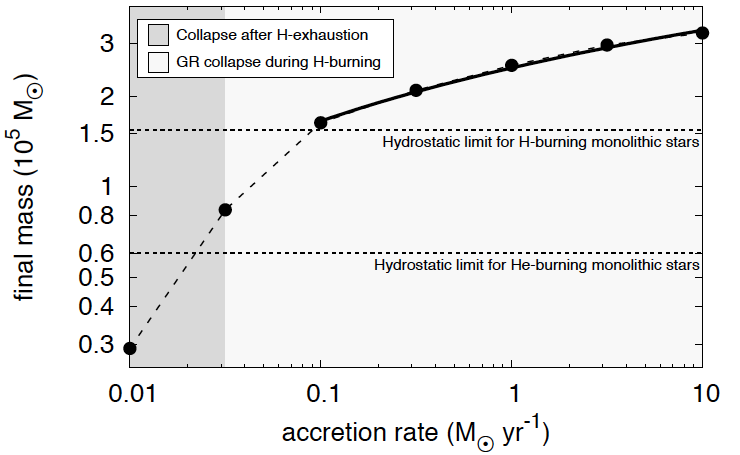 Collapse after H-exhaustion
GR collapse during H-burning
3
2
1.5
1
0.8
0.6
0.5
0.4
0.3
final mass (10⁵ M☉)
Hydrostatic limit for H-burning monolithic stars
Hydrostatic limit for He-burning monolithic stars
0.01 0.1 1 10
accretion rate (M☉ yr⁻¹)